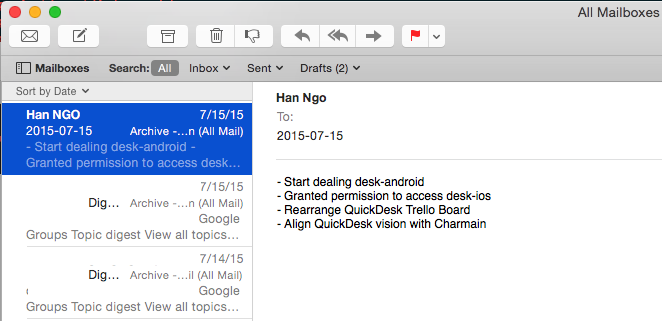 All Mailboxes
Mailboxes Search: All Inbox Sent Drafts (2)
Sort by Date
Han NGO 7/15/15
2015-07-15 Archive -...n (All Mail)
- Start dealing desk-android -
Granted permission to access desk...
7/15/15
Dig... Archive -...n (All Mail)
Google
Groups Topic digest View all topics...
7/14/15
Dig... Archive -...il (All Mail)
Google
Groups Topic digest View all topics...
Han Ngo
To:
2015-07-15
- Start dealing desk-android
- Granted permission to access desk-ios
- Rearrange QuickDesk Trello Board
- Align QuickDesk vision with Charmain